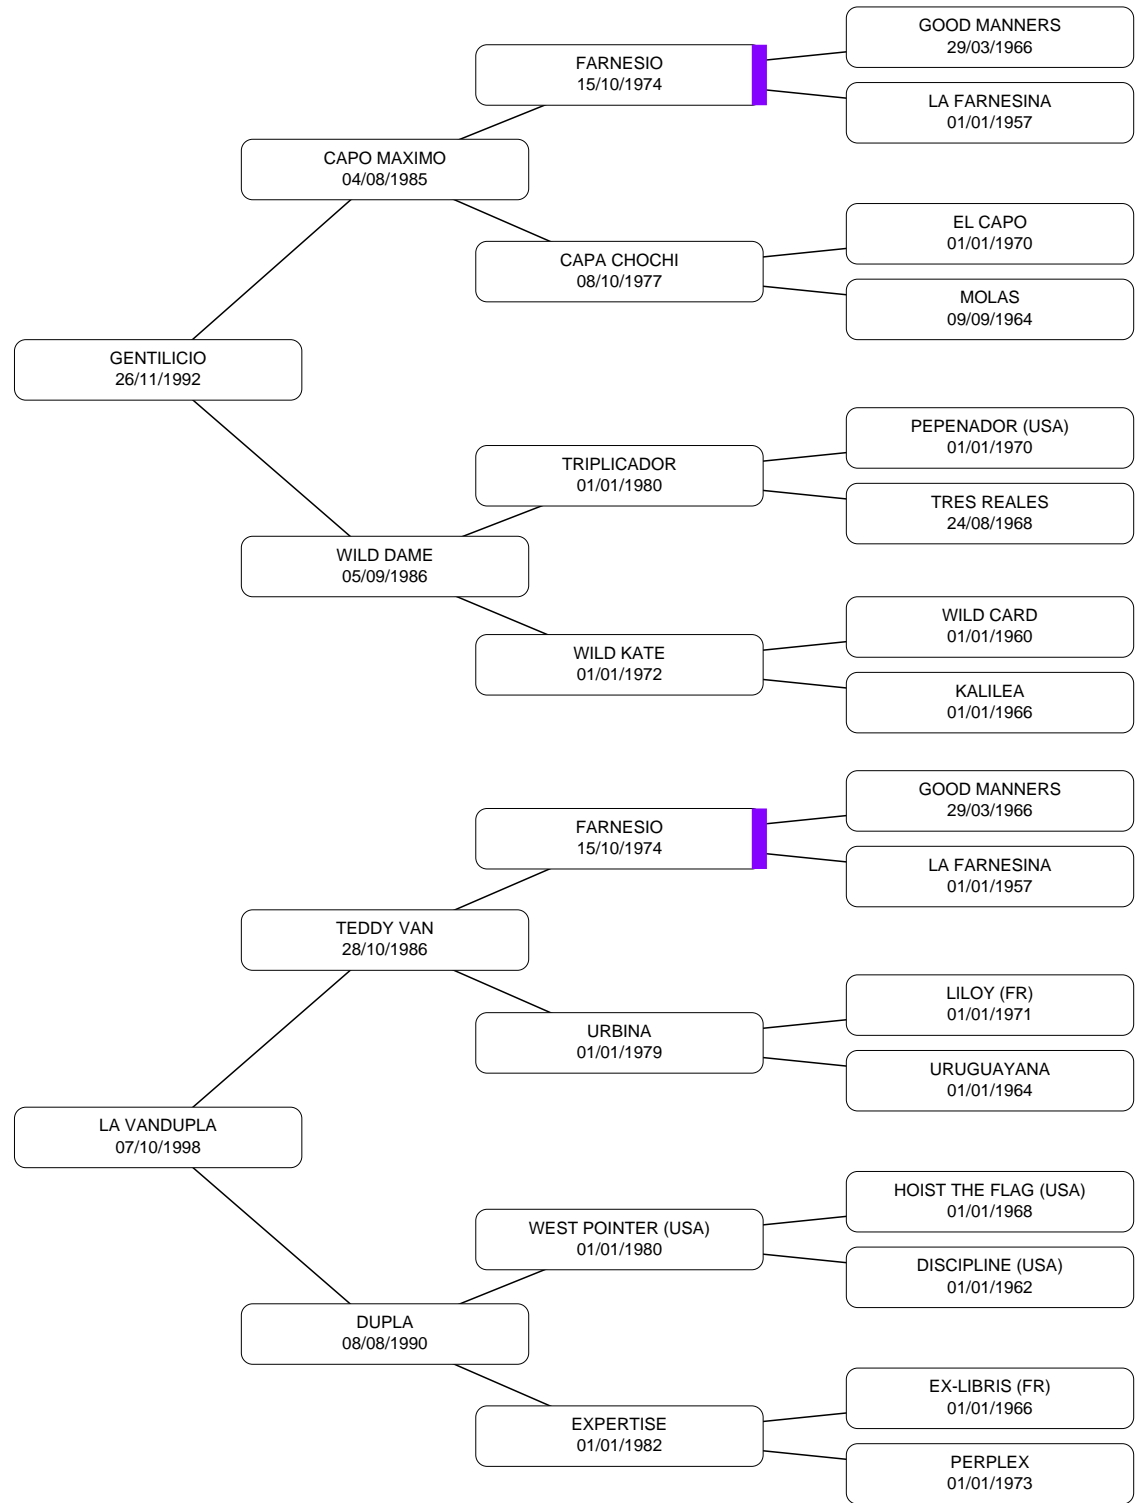 GOOD MANNERS
29/03/1966
FARNESIO
15/10/1974
LA FARNESINA
01/01/1957
CAPO MAXIMO
04/08/1985
EL CAPO
01/01/1970
CAPA CHOCHI
08/10/1977
MOLAS
09/09/1964
GENTILICIO
26/11/1992
PEPENADOR (USA)
01/01/1970
TRIPLICADOR
01/01/1980
TRES REALES
24/08/1968
WILD DAME
05/09/1986
WILD CARD
01/01/1960
WILD KATE
01/01/1972
KALILEA
01/01/1966
GOOD MANNERS
29/03/1966
FARNESIO
15/10/1974
LA FARNESINA
01/01/1957
TEDDY VAN
28/10/1986
LILOY (FR)
01/01/1971
URBINA
01/01/1979
URUGUAYANA
01/01/1964
LA VANDUPLA
07/10/1998
HOIST THE FLAG (USA)
01/01/1968
WEST POINTER (USA)
01/01/1980
DISCIPLINE (USA)
01/01/1962
DUPLA
08/08/1990
EX-LIBRIS (FR)
01/01/1966
EXPERTISE
01/01/1982
PERPLEX
01/01/1973